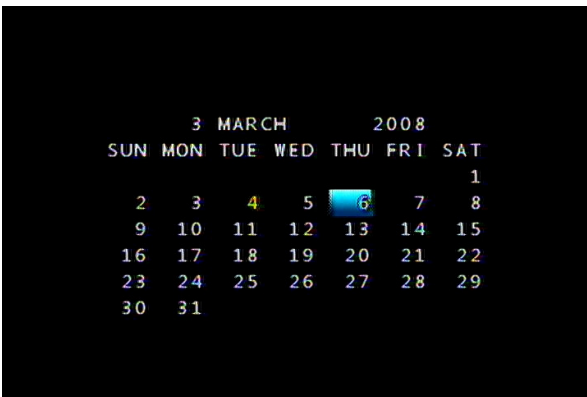 3 MARCH 2008
SUN MON TUE WED THU FRI SAT
1
2 3 4 5 6 7 8
9 10 11 12 13 14 15
16 17 18 19 20 21 22
23 24 25 26 27 28 29
30 31